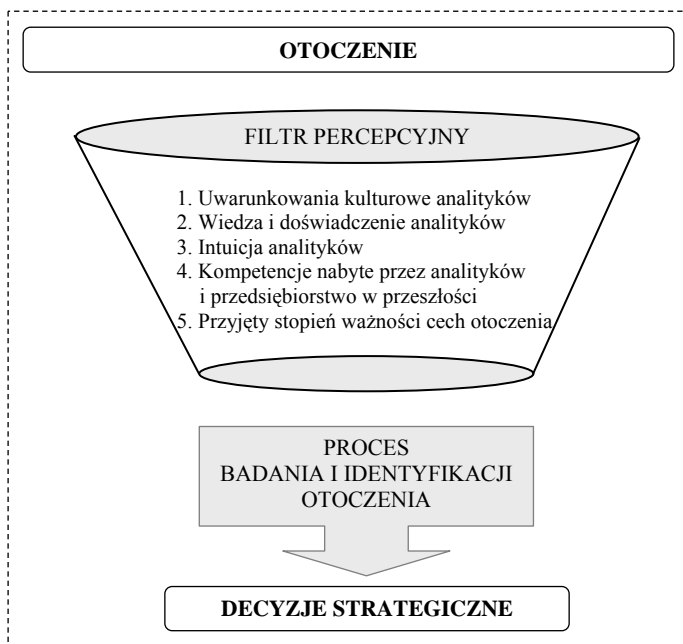 OTOCZENIE
FILTR PERCEPCYJNY
1. Uwarunkowania kulturowe analityków
2. Wiedza i doświadczenie analityków
3. Intuicja analityków
4. Kompetencje nabyte przez analityków
i przedsiębiorstwo w przeszłości
5. Przyjęty stopień ważności cech otoczenia
PROCES
BADANIA I IDENTYFIKACJI
OTOCZENIA
DECYZJE STRATEGICZNE